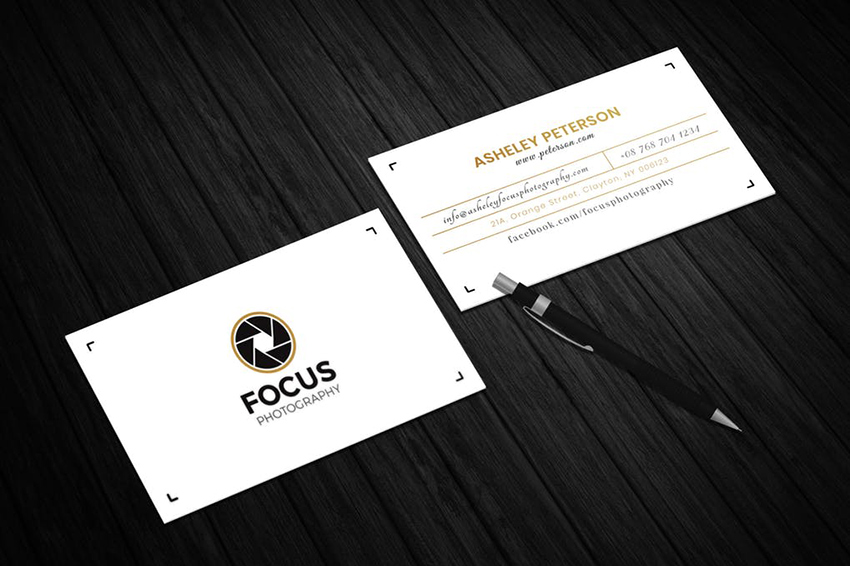 FOCUS
PHOTOGRAPHY
ASHELEY PETERSON
www.peterson.com
info@asheleyfocusphotography.com
+08 768 704 1234
21A, Orange Street, Clayton, NY 006123
facebook.com/focusphotography